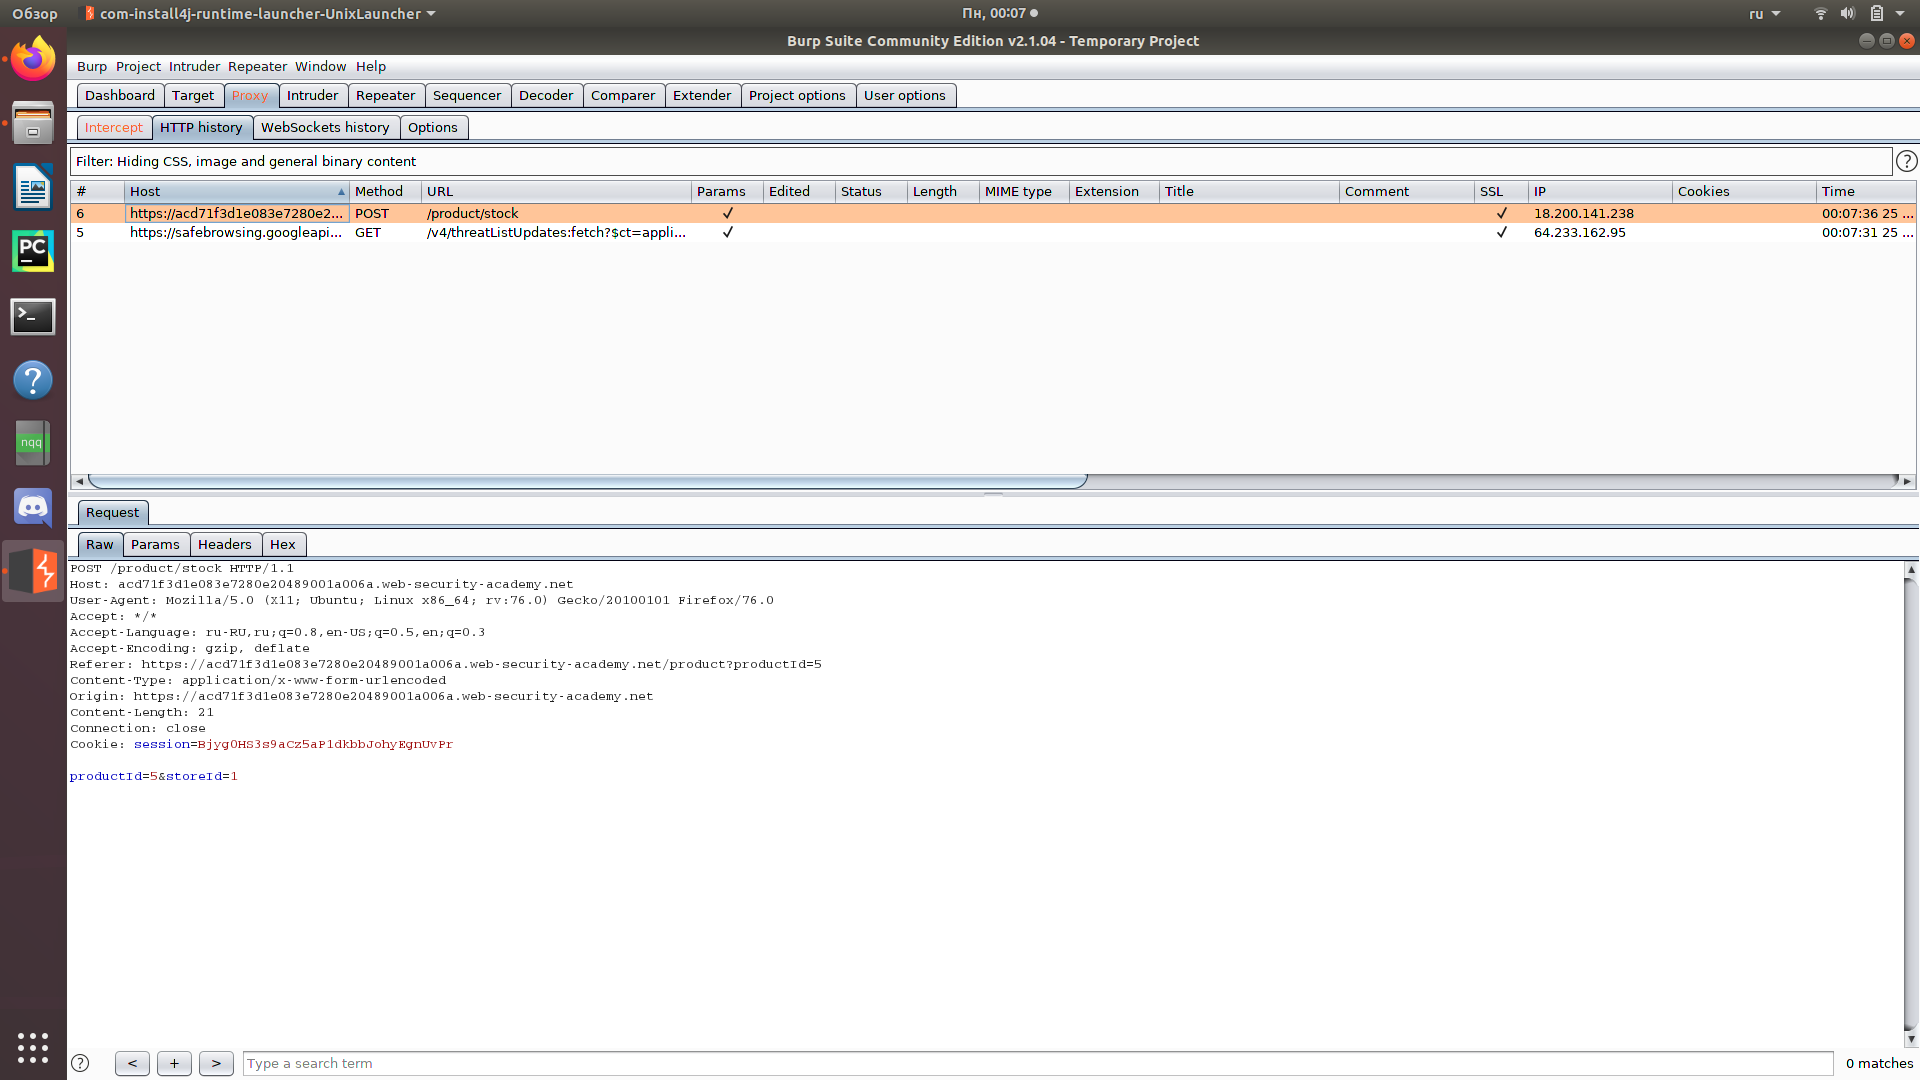 Обзор com-install4j-runtime-launcher-UnixLauncher Пн, 00:07 ru
Burp Suite Community Edition v2.1.04 - Temporary Project
Burp Project Intruder Repeater Window Help
Dashboard Target Proxy Intruder Repeater Sequencer Decoder Comparer Extender Project options User options
Intercept HTTP history WebSockets history Options
Filter: Hiding CSS, image and general binary content ?
# Host Method URL Params Edited Status Length MIME type Extension Title Comment SSL IP Cookies Time
6 https://acd71f3d1e083e7280e2... POST /product/stock ✓ ✓ 18.200.141.238 00:07:36 25 ...
5 https://safebrowsing.googleapi... GET /v4/threatListUpdates:fetch?$ct=appli... ✓ ✓ 64.233.162.95 00:07:31 25 ...
PC
nqq
Request
Raw Params Headers Hex
POST /product/stock HTTP/1.1
Host: acd71f3d1e083e7280e20489001a006a.web-security-academy.net
User-Agent: Mozilla/5.0 (X11; Ubuntu; Linux x86_64; rv:76.0) Gecko/20100101 Firefox/76.0
Accept: */*
Accept-Language: ru-RU,ru;q=0.8,en-US;q=0.5,en;q=0.3
Accept-Encoding: gzip, deflate
Referer: https://acd71f3d1e083e7280e20489001a006a.web-security-academy.net/product?productId=5
Content-Type: application/x-www-form-urlencoded
Origin: https://acd71f3d1e083e7280e20489001a006a.web-security-academy.net
Content-Length: 21
Connection: close
Cookie: session=BjygOHS3s9aCz5aP1dkbbJohyEgnUvPr
productId=5&storeId=1
? < + > Type a search term 0 matches